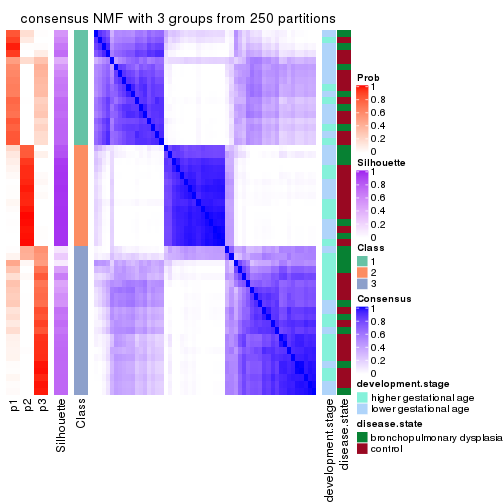 consensus NMF with 3 groups from 250 partitions
Prob
1
0.8
0.6
0.4
0.2
0
Silhouette
1
0.8
0.6
0.4
0.2
0
Class
1
2
3
Consensus
1
0.8
0.6
0.4
0.2
0
development.stage
higher gestational age
lower gestational age
disease.state
bronchopulmonary dysplasia
control
p1
p2
p3
Silhouette
Class
development.stage
disease.state